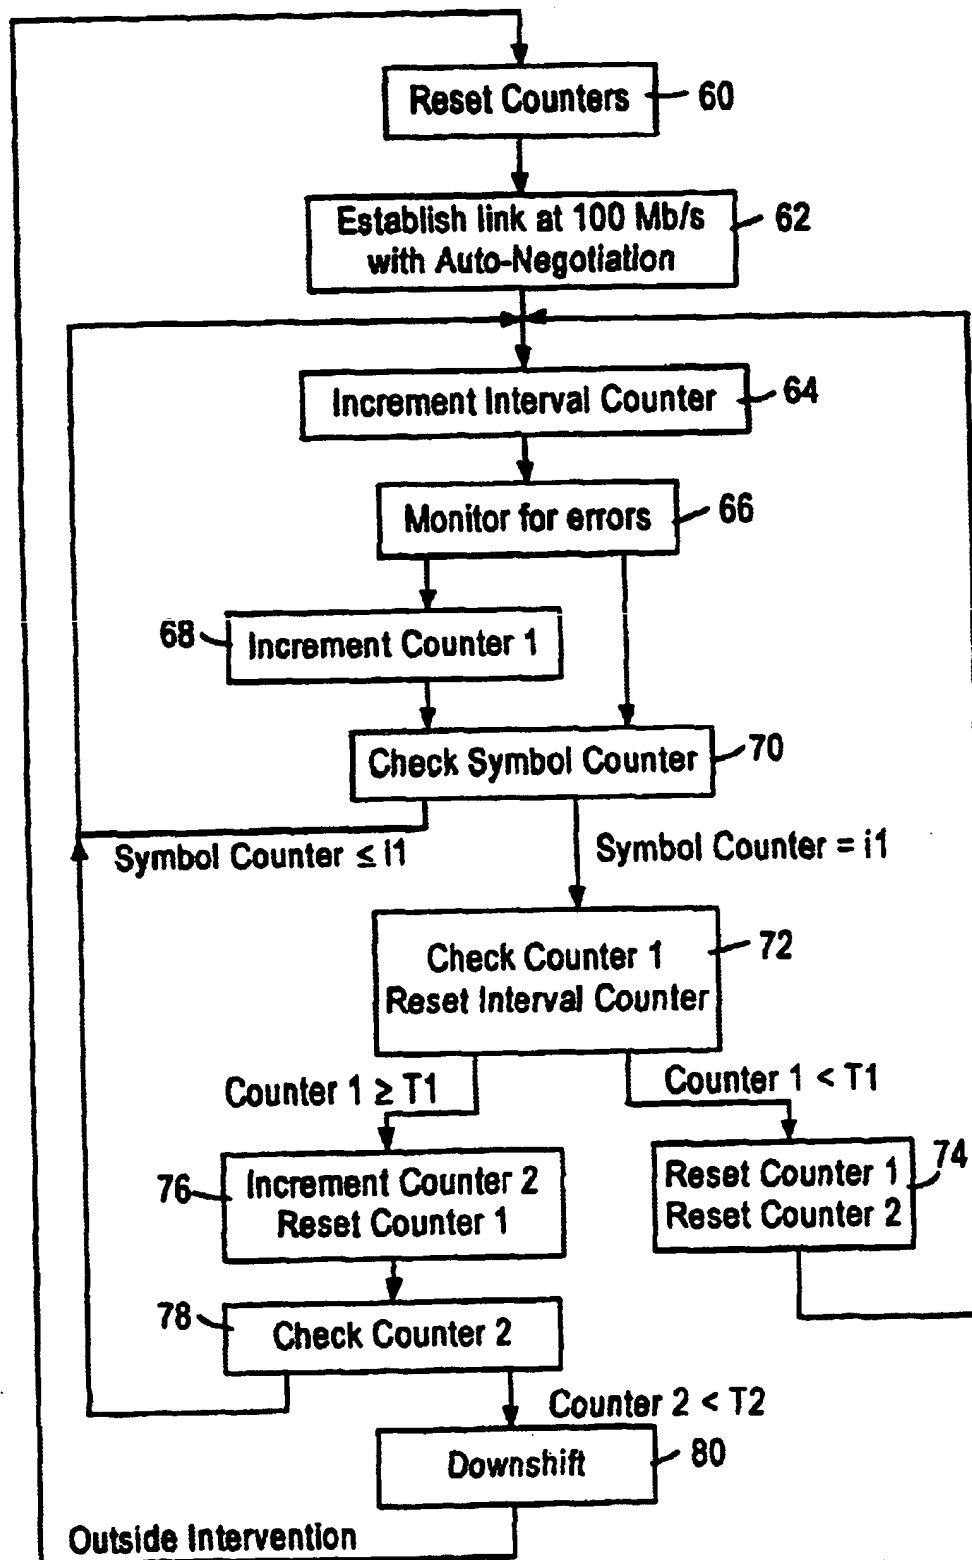 Reset Counters
60
Establish link at 100 Mb/s
with Auto-Negotiation
62
Increment Interval Counter
64
Monitor for errors
66
68
Increment Counter 1
Check Symbol Counter
70
Symbol Counter ≤ i1
Symbol Counter = i1
Check Counter 1
Reset Interval Counter
72
Counter 1 ≥ T1
Counter 1 < T1
76
Increment Counter 2
Reset Counter 1
Reset Counter 1
Reset Counter 2
74
78
Check Counter 2
Counter 2 < T2
Downshift
80
Outside Intervention